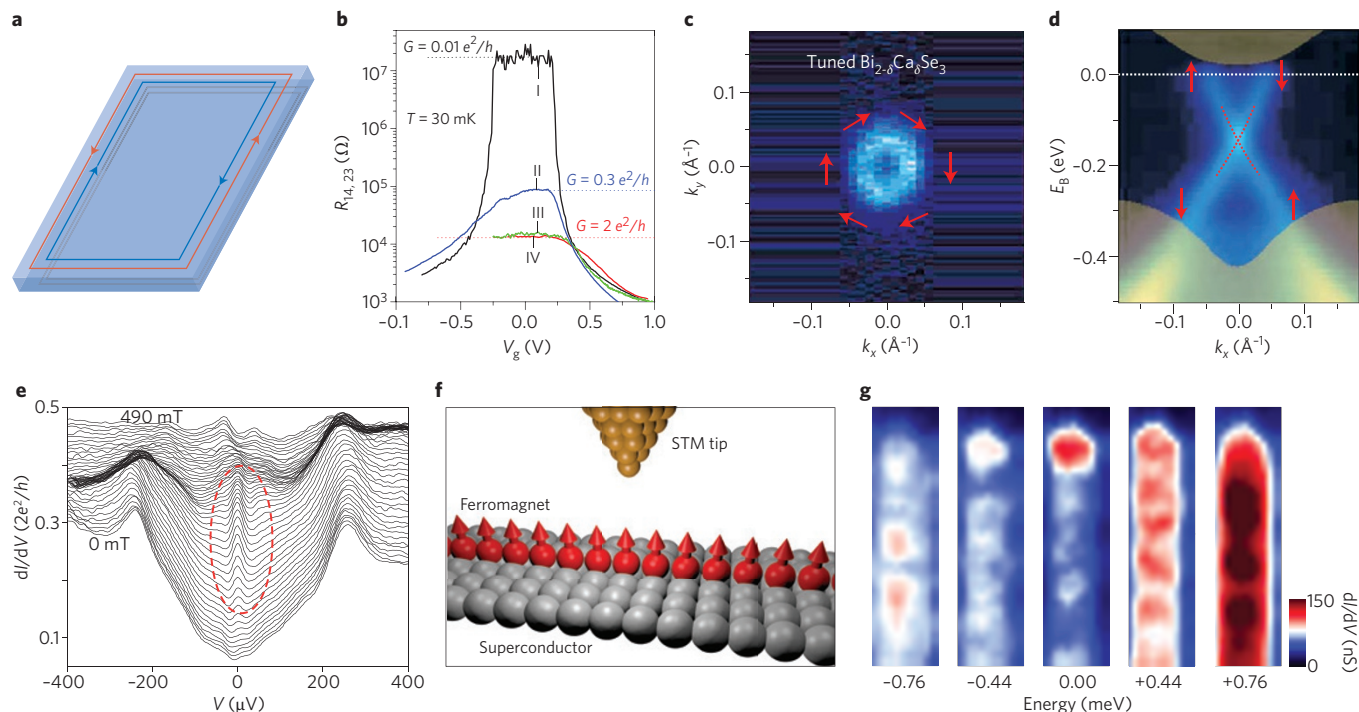 a
b
R14, 23 (Ω)
10⁷
10⁶
10⁵
10⁴
10³
G = 0.01 e²/h
I
T = 30 mK
II
G = 0.3 e²/h
III
G = 2 e²/h
IV
−0.1
−0.5
0.0
0.5
1.0
Vg (V)
c
Tuned Bi2-δCaδSe3
ky (Å⁻¹)
0.1
0.0
−0.1
0.0
0.1
kx (Å⁻¹)
d
EB (eV)
0.0
−0.2
−0.4
−0.1
0.0
0.1
kx (Å⁻¹)
e
dI/dV (2e²/h)
0.5
0.3
0.1
490 mT
0 mT
−400
−200
0
200
400
V (μV)
f
STM tip
Ferromagnet
Superconductor
g
−0.76
−0.44
0.00
+0.44
+0.76
Energy (meV)
150
0
dI/dV (nS)